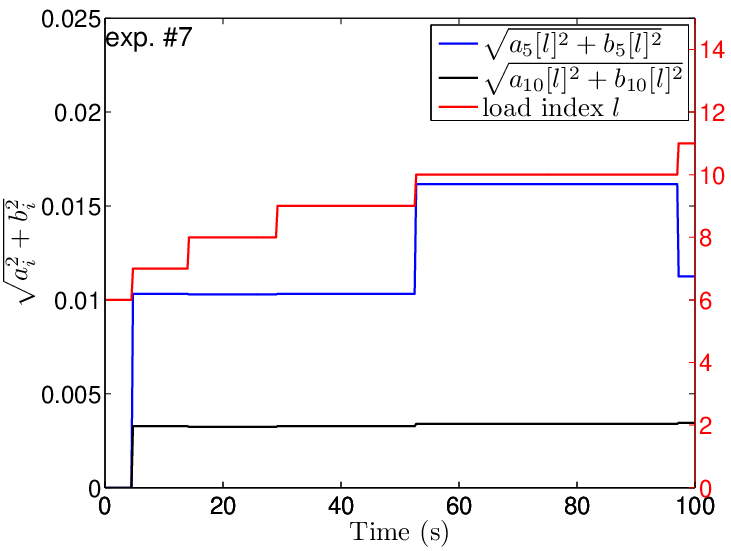 exp. #7
√a₅[l]² + b₅[l]²
√a₁₀[l]² + b₁₀[l]²
load index l
0.025
0.02
0.015
0.01
0.005
0
√a_i² + b_i²
14
12
10
8
6
4
2
0
0 20 40 60 80 100
Time (s)